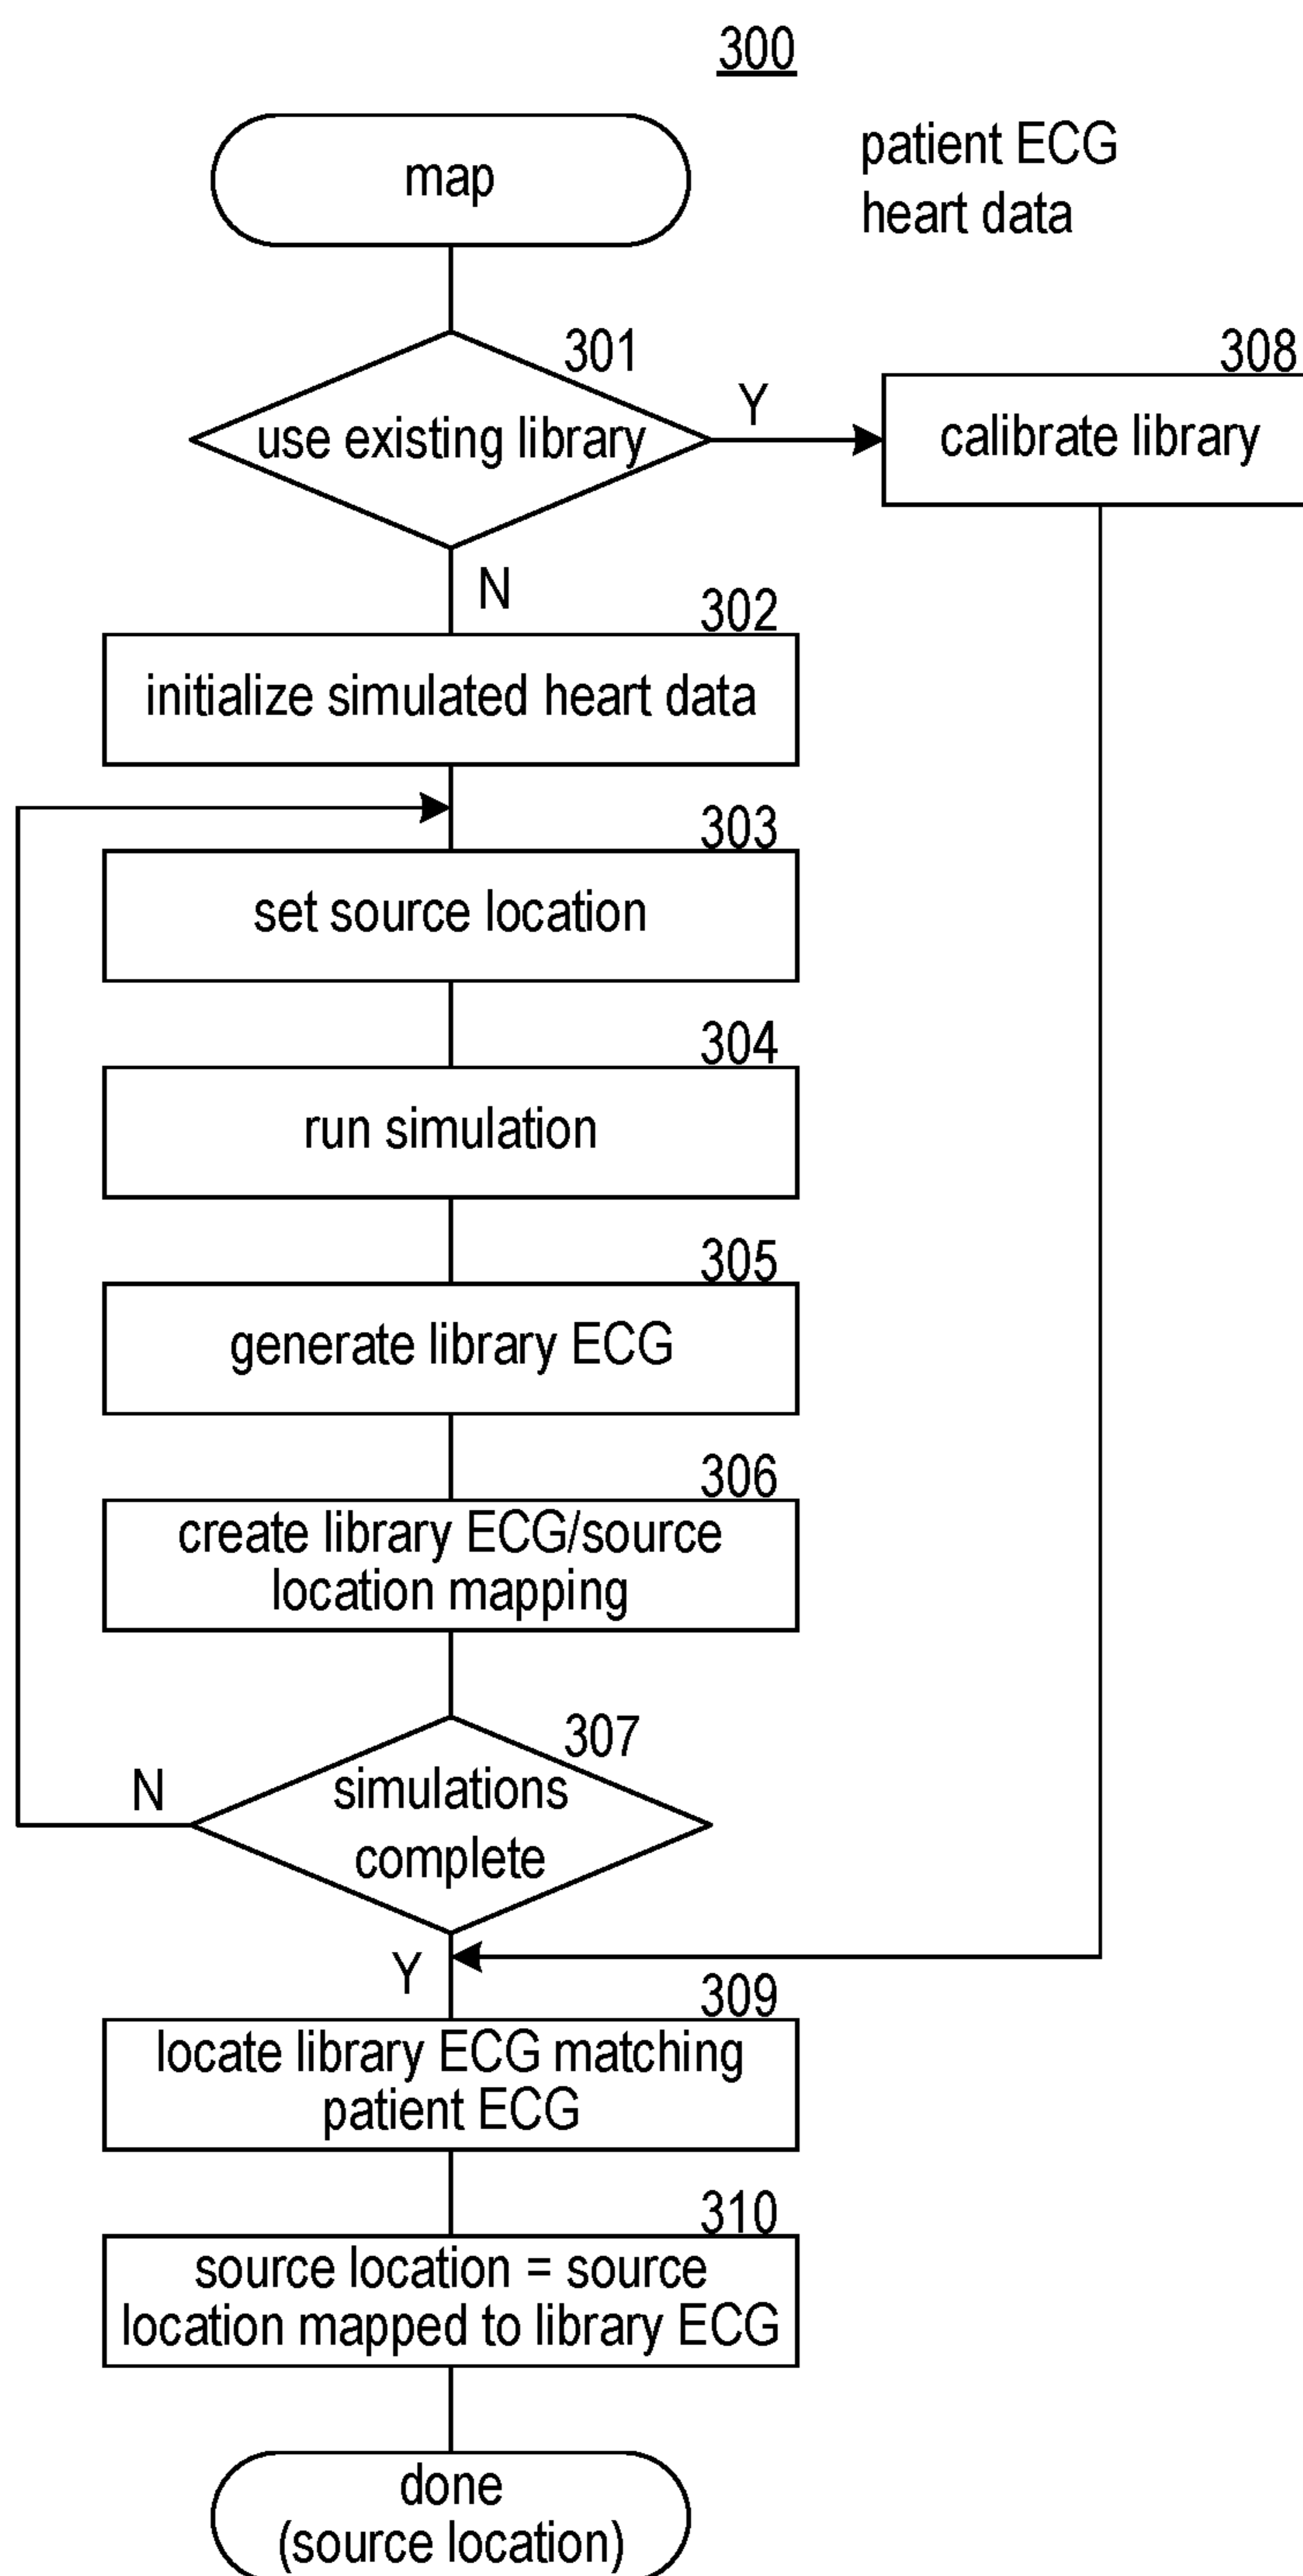 300
map
patient ECG
heart data
301
use existing library
Y
308
calibrate library
N
302
initialize simulated heart data
303
set source location
304
run simulation
305
generate library ECG
306
create library ECG/source
location mapping
307
simulations
complete
N
Y
309
locate library ECG matching
patient ECG
310
source location = source
location mapped to library ECG
done
(source location)